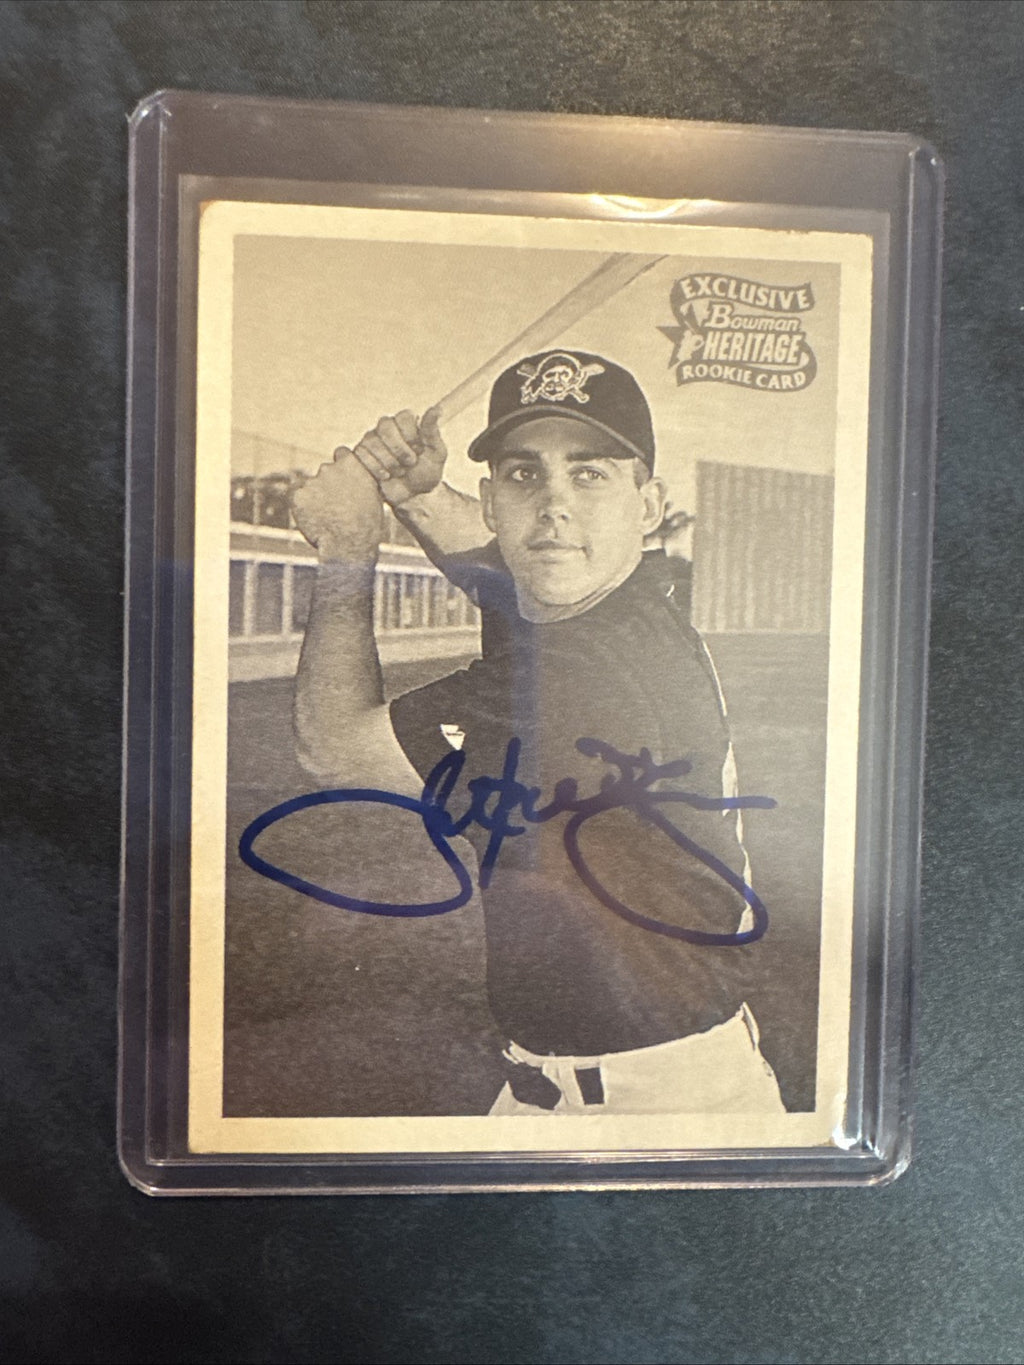 EXCLUSIVE
Bowman
HERITAGE
ROOKIE CARD